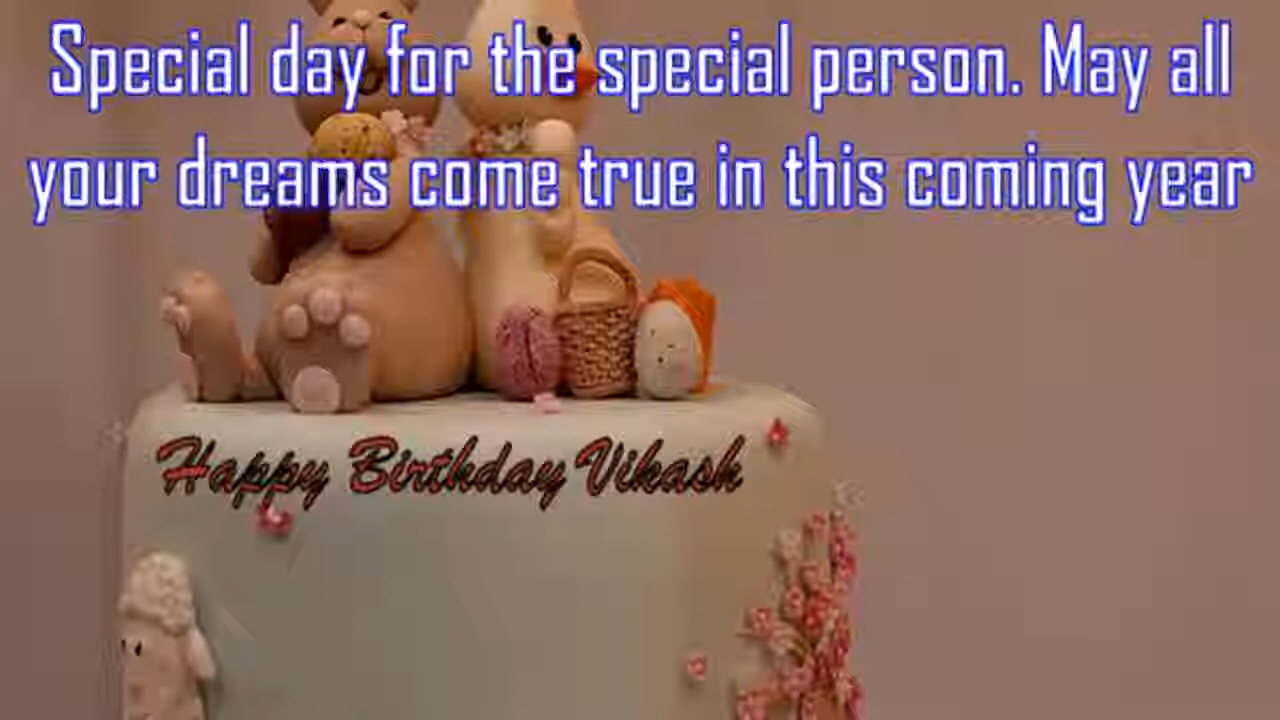 Special day for the special person. May all
your dreams come true in this coming year
Happy Birthday Vikash